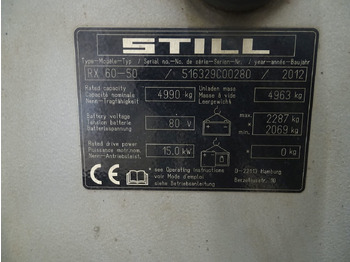 STILL
Type-Modèle-Typ / Serial no.-No. de série-Serien-Nr. / year-année-Baujahr
RX 60-50 / 516329C00280 / 2012
Rated capacity
Capacité nominale
Nenn-Tragfähigkeit
4990 kg
Unladen mass
Masse à vide
Leergewicht
4963 kg
Battery voltage
Tension batterie
Batteriespannung
80 V
max
2287 kg
min
2069 kg
Rated drive power
Puissance motr.nom.
Nenn-Antriebsleist.
15.0 kW
0 kg
CE
see Operating Instructions
voir Mode d'emploi
siehe Betriebsanleitung
D-22113 Hamburg